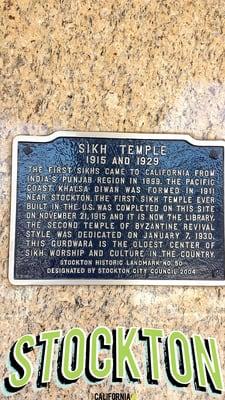 SIKH TEMPLE
1915 AND 1929
THE FIRST SIKHS CAME TO CALIFORNIA FROM
INDIA'S PUNJAB REGION IN 1899. THE PACIFIC
COAST KHALSA DIWAN WAS FORMED IN 1911
NEAR STOCKTON. THE FIRST SIKH TEMPLE EVER
BUILT IN THE U.S. WAS COMPLETED ON THIS SITE
ON NOVEMBER 21, 1915 AND IT IS NOW THE LIBRARY.
THE SECOND TEMPLE OF BYZANTINE REVIVAL
STYLE WAS DEDICATED ON JANUARY 7, 1930.
THIS GURDWARA IS THE OLDEST CENTER OF
SIKH WORSHIP AND CULTURE IN THE COUNTRY.
STOCKTON HISTORIC LANDMARK NO. 50
DESIGNATED BY STOCKTON CITY COUNCIL 2004
STOCKTON
CALIFORNIA